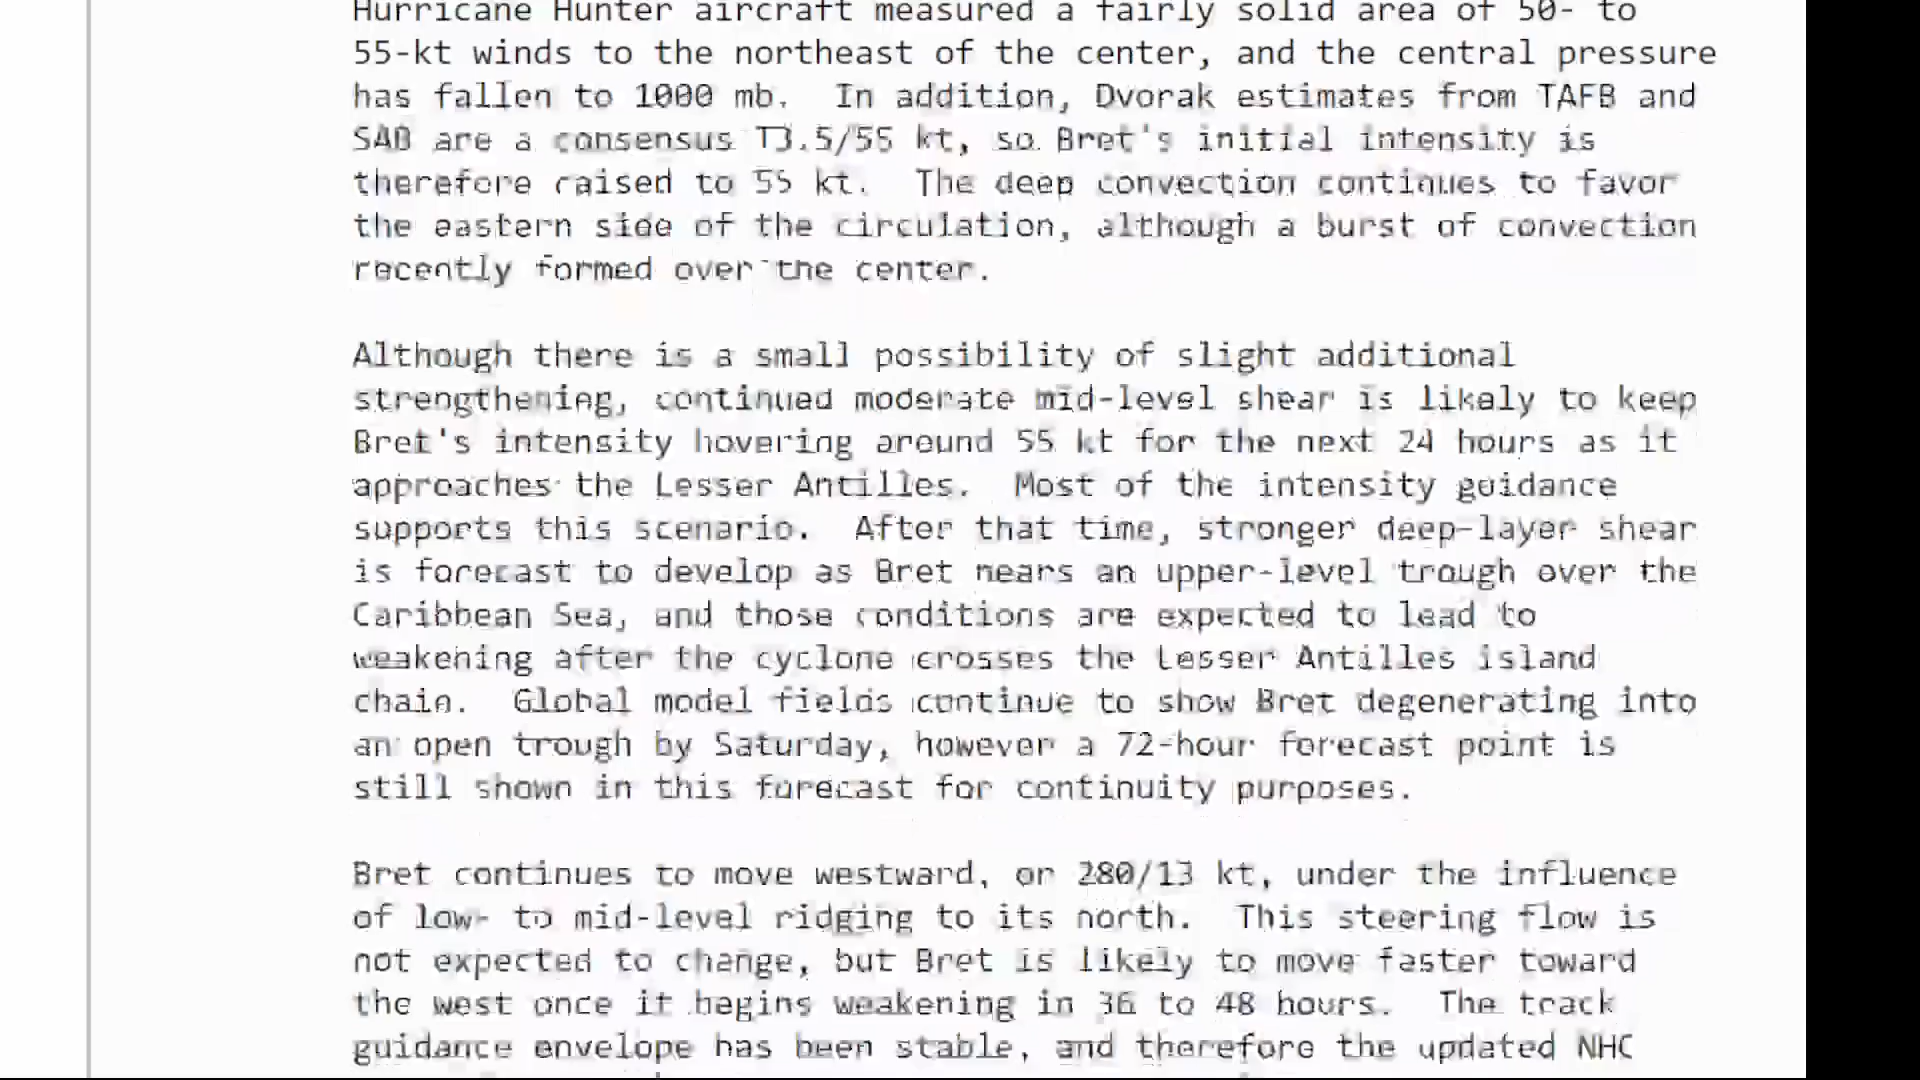 Hurricane Hunter aircraft measured a fairly solid area of 50- to
55-kt winds to the northeast of the center, and the central pressure
has fallen to 1000 mb.  In addition, Dvorak estimates from TAFB and
SAB are a consensus T3.5/55 kt, so Bret's initial intensity is
therefore raised to 55 kt.  The deep convection continues to favor
the eastern side of the circulation, although a burst of convection
recently formed over the center.
Although there is a small possibility of slight additional
strengthening, continued moderate mid-level shear is likely to keep
Bret's intensity hovering around 55 kt for the next 24 hours as it
approaches the Lesser Antilles.  Most of the intensity guidance
supports this scenario.  After that time, stronger deep-layer shear
is forecast to develop as Bret nears an upper-level trough over the
Caribbean Sea, and those conditions are expected to lead to
weakening after the cyclone crosses the Lesser Antilles island
chain.  Global model fields continue to show Bret degenerating into
an open trough by Saturday, however a 72-hour forecast point is
still shown in this forecast for continuity purposes.
Bret continues to move westward, or 280/13 kt, under the influence
of low- to mid-level ridging to its north.  This steering flow is
not expected to change, but Bret is likely to move faster toward
the west once it begins weakening in 36 to 48 hours.  The track
guidance envelope has been stable, and therefore the updated NHC